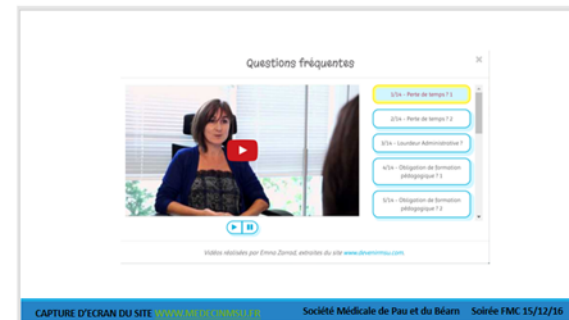 Questions fréquentes
1/14 - Perte de temps ? 1
2/14 - Perte de temps ? 2
3/14 - Lourdeur Administrative ?
4/14 - Obligation de formation
pédagogique ? 1
5/14 - Obligation de formation
pédagogique ? 2
Vidéos réalisées par Emna Zarrad, extraites du site www.devenirmsu.com
CAPTURE D'ECRAN DU SITE WWW.MEDECINMSU.FR Société Médicale de Pau et du Béarn Soirée FMC 15/12/16